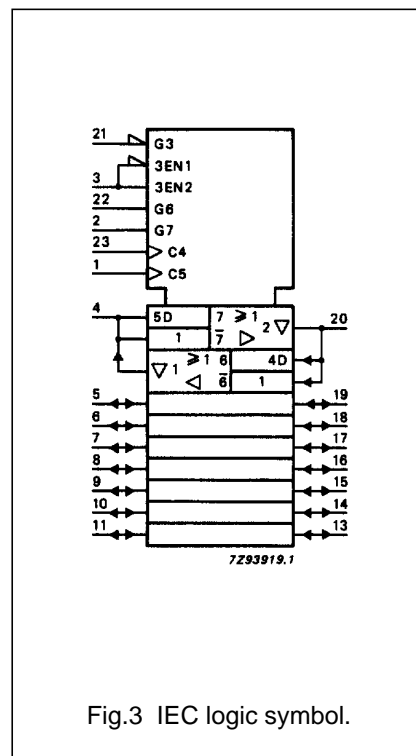 21 G3
3EN1
3 3EN2
22 G6
2 G7
23 C4
1 C5
4 5D 7 ≥1 2 ▽ 20
1 7̅ ▷
▽ 1 ≥1 6 4D
◁ 6̅ 1
5 19
6 18
7 17
8 16
9 15
10 14
11 13
7Z93919.1
Fig.3 IEC logic symbol.